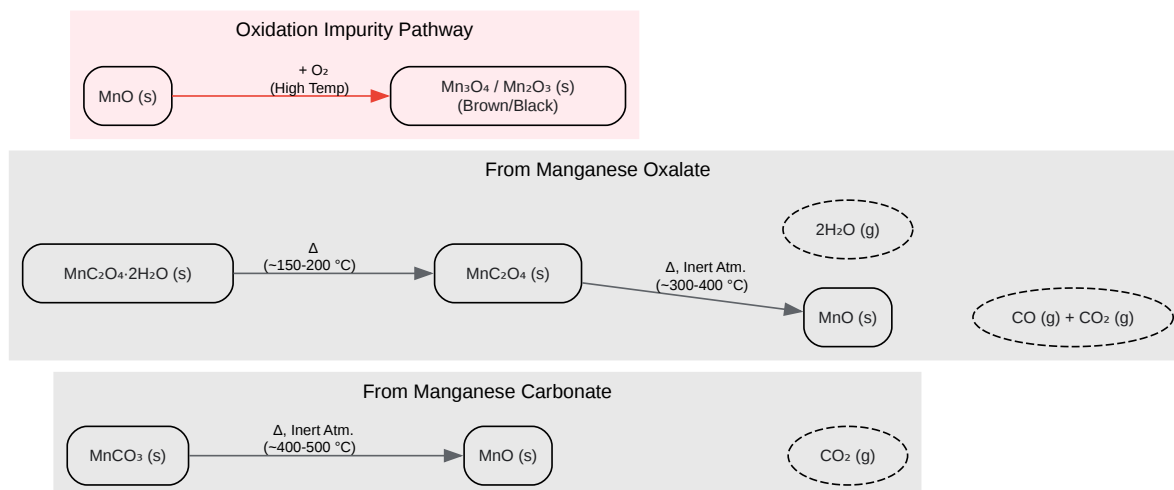 Oxidation Impurity Pathway
MnO (s)
+ O₂
(High Temp)
Mn₃O₄ / Mn₂O₃ (s)
(Brown/Black)
From Manganese Oxalate
2H₂O (g)
MnC₂O₄·2H₂O (s)
Δ
(~150-200 °C)
MnC₂O₄ (s)
Δ, Inert Atm.
(~300-400 °C)
MnO (s)
CO (g) + CO₂ (g)
From Manganese Carbonate
MnCO₃ (s)
Δ, Inert Atm.
(~400-500 °C)
MnO (s)
CO₂ (g)